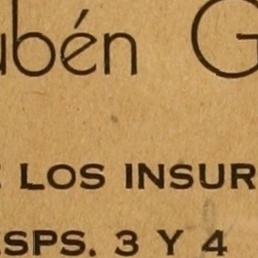 ubén G
LOS INSUR
SPS. 3 Y 4